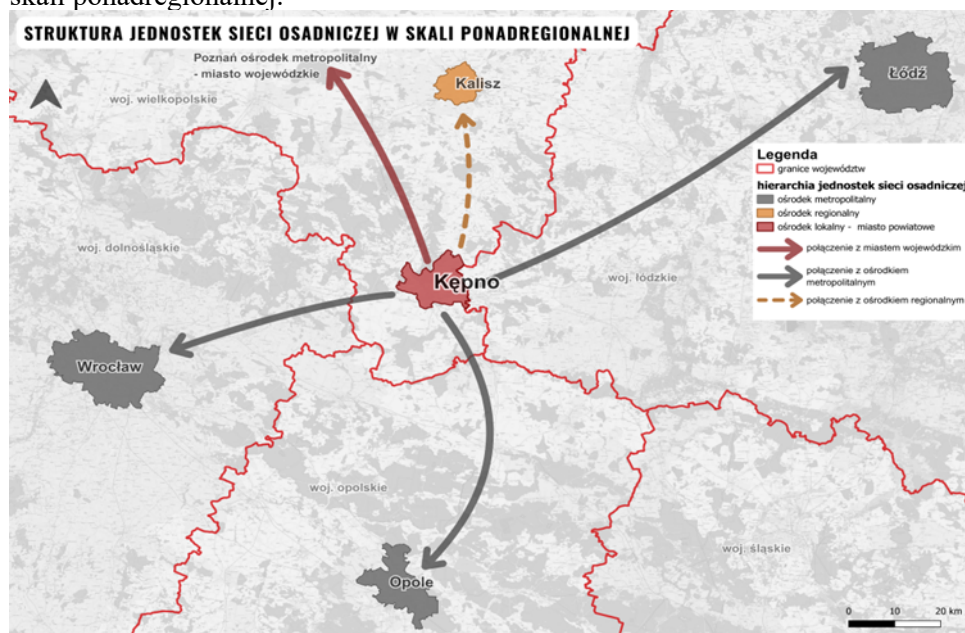 skali ponadregionalnej.
STRUKTURA JEDNOSTEK SIECI OSADNICZEJ W SKALI PONADREGIONALNEJ
Poznań ośrodek metropolitalny
- miasto wojewódzkie
Kalisz
Łódź
woj. wielkopolskie
Legenda
granice województw
hierarchia jednostek sieci osadniczej
ośrodek metropolitalny
ośrodek regionalny
ośrodek lokalny - miasto powiatowe
połączenie z miastem wojewódzkim
połączenie z ośrodkiem
metropolitalnym
połączenie z ośrodkiem regionalnym
woj. dolnośląskie
woj. łódzkie
Kępno
Wrocław
woj. opolskie
woj. śląskie
Opole
0 10 20 km